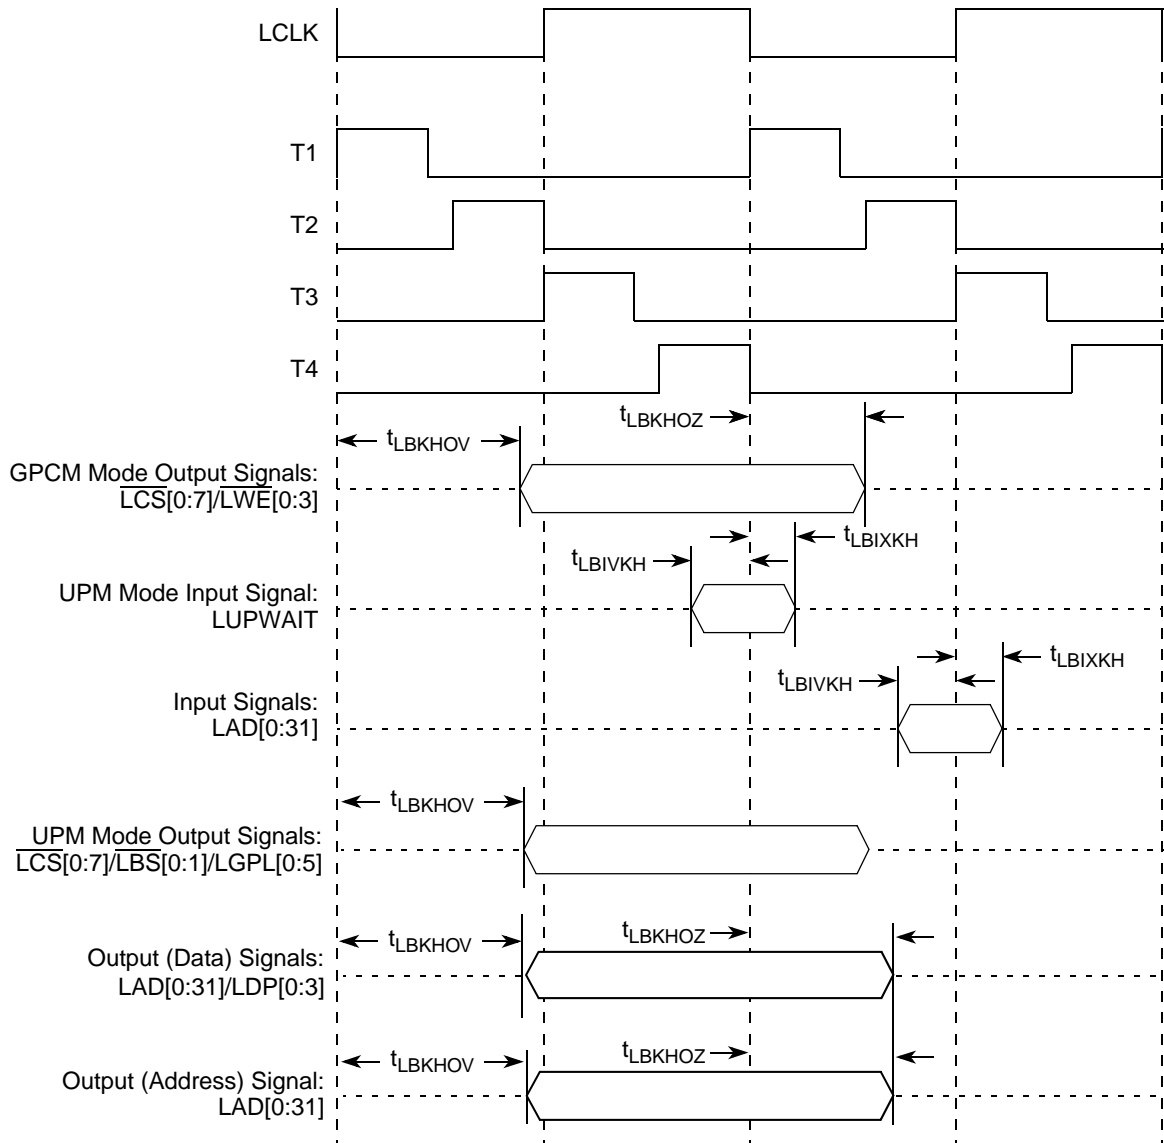 LCLK
T1
T2
T3
T4
tLBKHOZ
tLBKHOV
GPCM Mode Output Signals:
LCS[0:7]/LWE[0:3]
tLBIXKH
tLBIVKH
UPM Mode Input Signal:
LUPWAIT
tLBIXKH
tLBIVKH
Input Signals:
LAD[0:31]
tLBKHOV
UPM Mode Output Signals:
LCS[0:7]/LBS[0:1]/LGPL[0:5]
tLBKHOV
tLBKHOZ
Output (Data) Signals:
LAD[0:31]/LDP[0:3]
tLBKHOV
tLBKHOZ
Output (Address) Signal:
LAD[0:31]